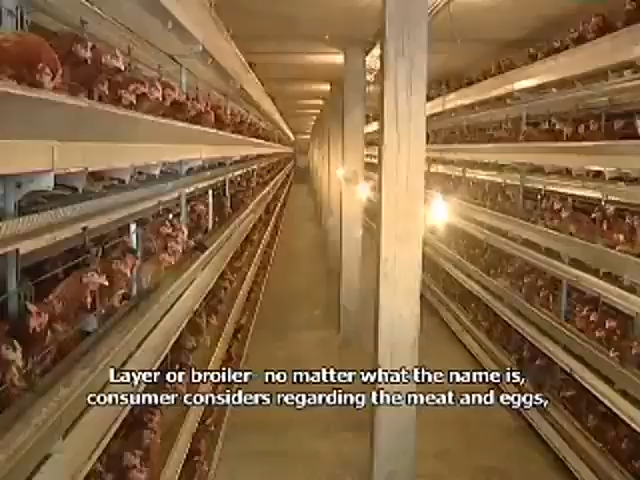 Layer or broiler- no matter what the name is,
consumer considers regarding the meat and eggs,